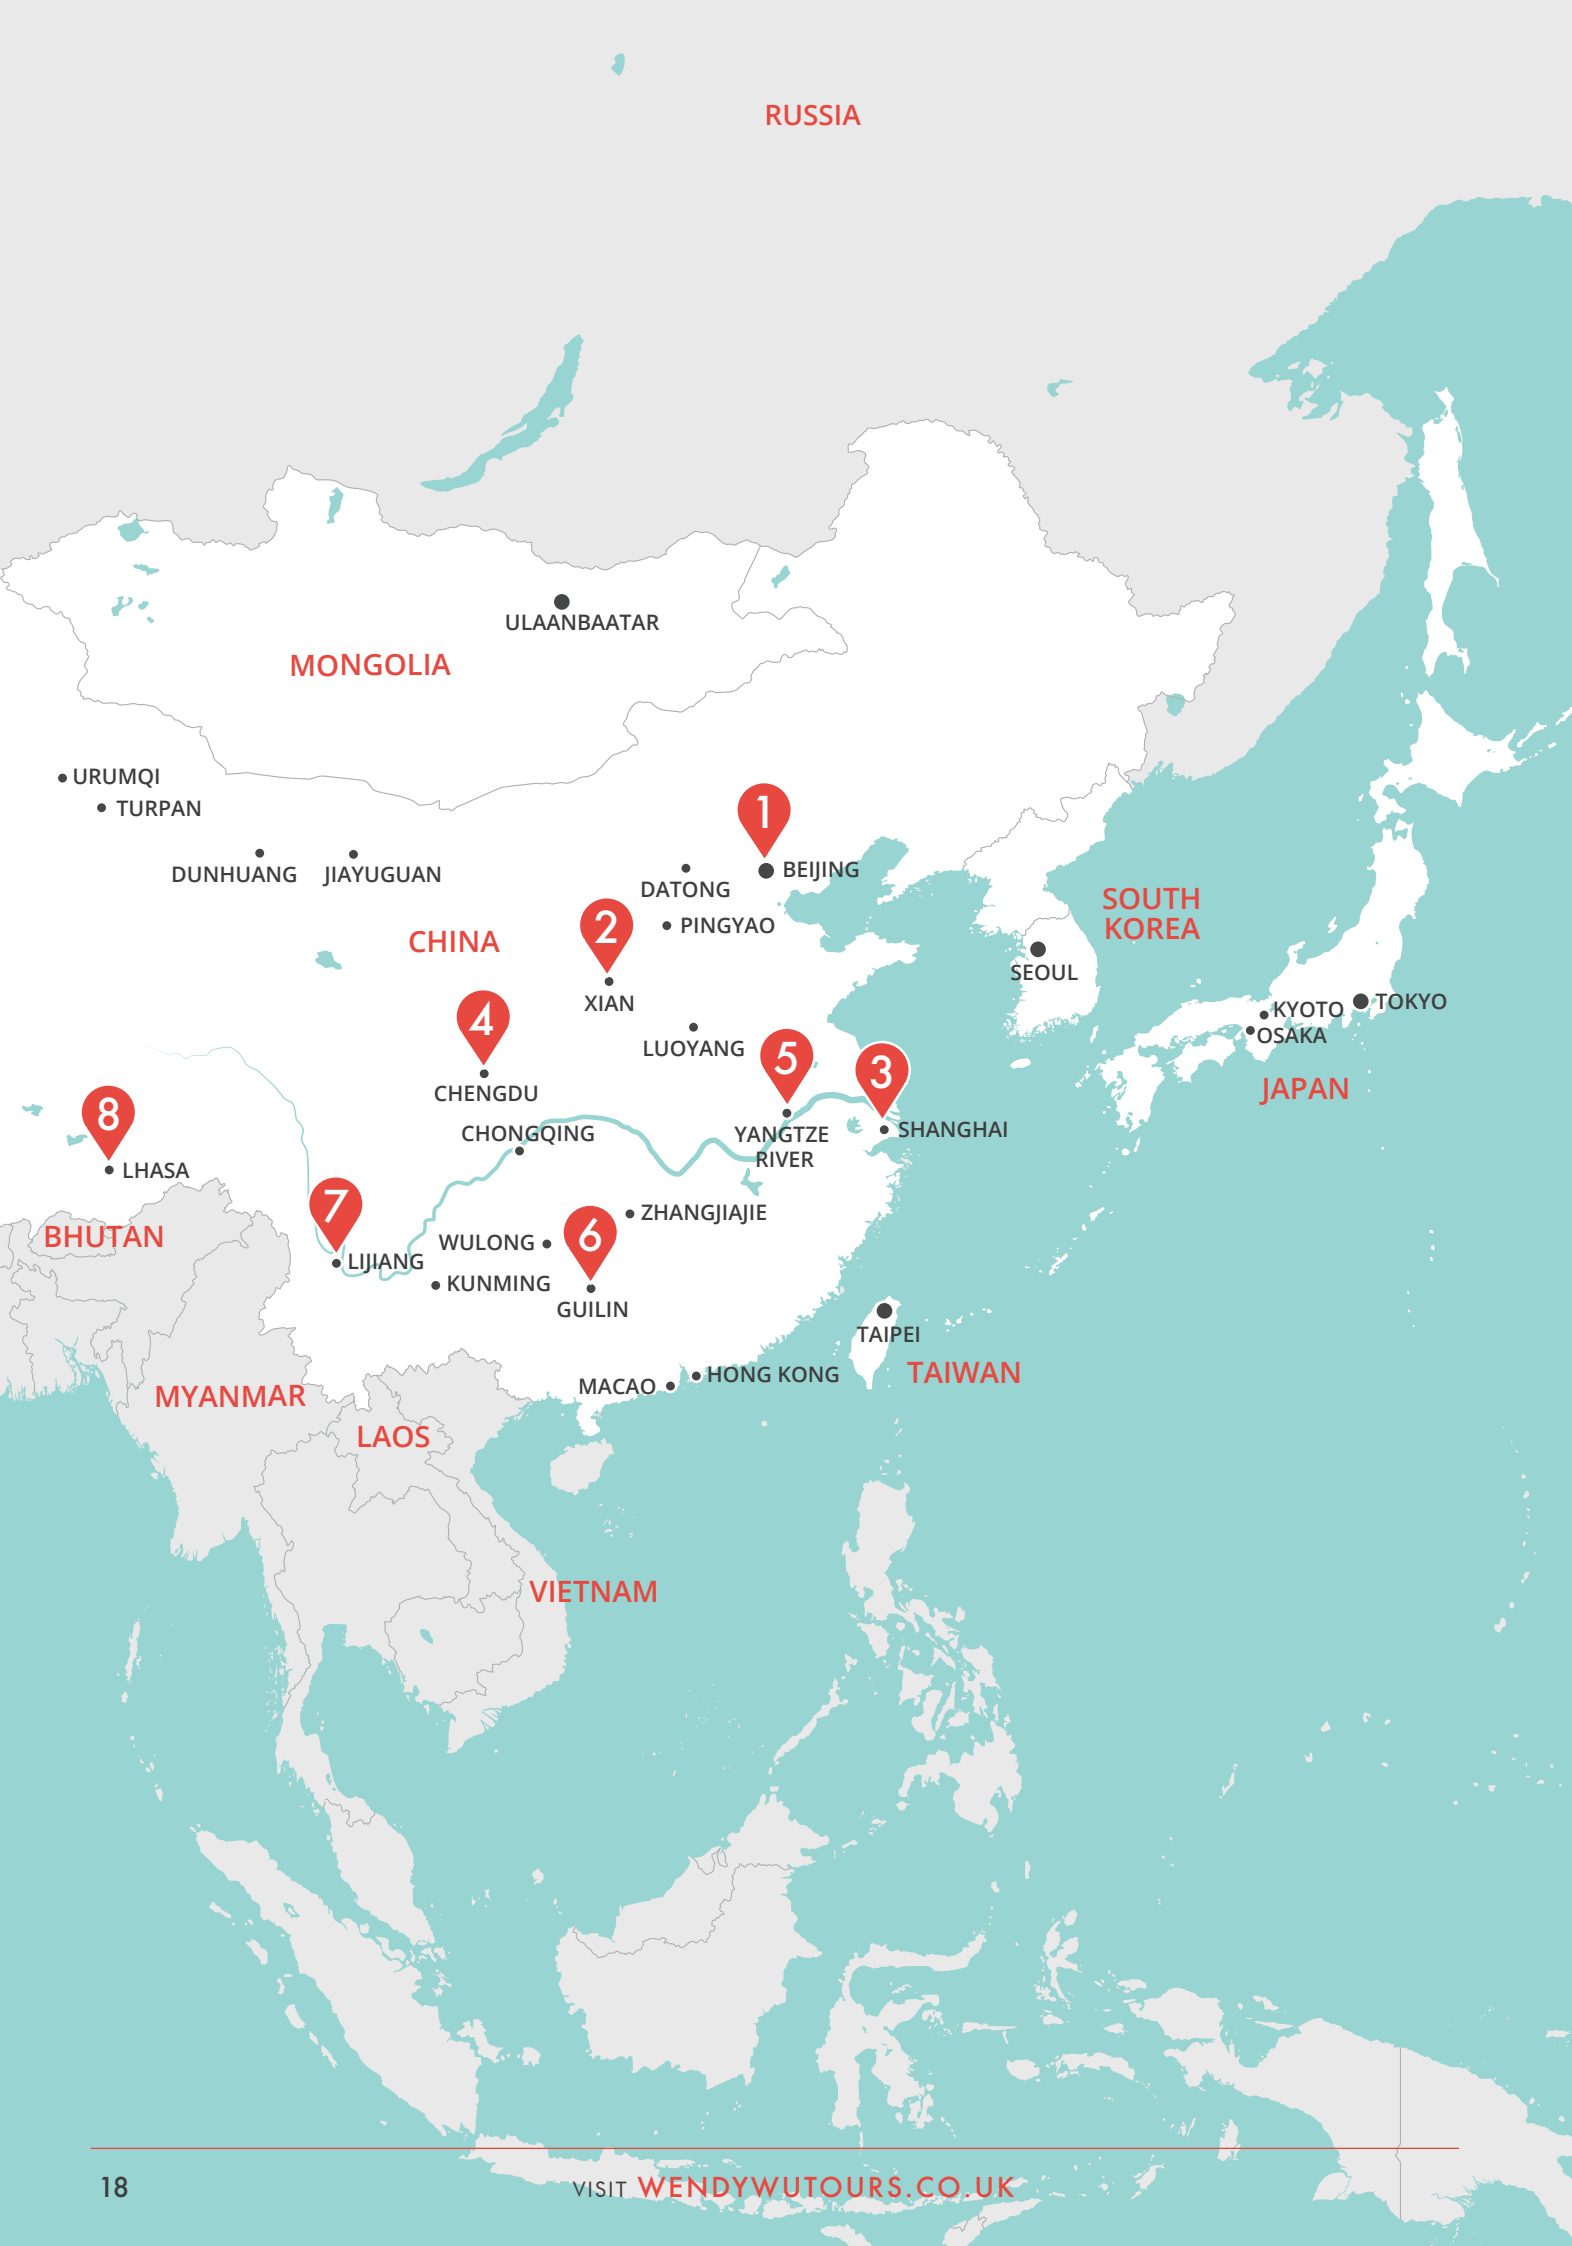 RUSSIA
ULAANBAATAR
MONGOLIA
URUMQI
TURPAN
1
DUNHUANG
JIAYUGUAN
BEIJING
DATONG
SOUTH
KOREA
2
PINGYAO
CHINA
SEOUL
XIAN
TOKYO
KYOTO
OSAKA
4
LUOYANG
5
3
JAPAN
CHENGDU
8
CHONGQING
YANGTZE
RIVER
SHANGHAI
LHASA
7
ZHANGJIAJIE
BHUTAN
6
WULONG
LIJIANG
KUNMING
GUILIN
TAIPEI
TAIWAN
HONG KONG
MACAO
MYANMAR
LAOS
VIETNAM
18
VISIT WENDYWUTOURS.CO.UK